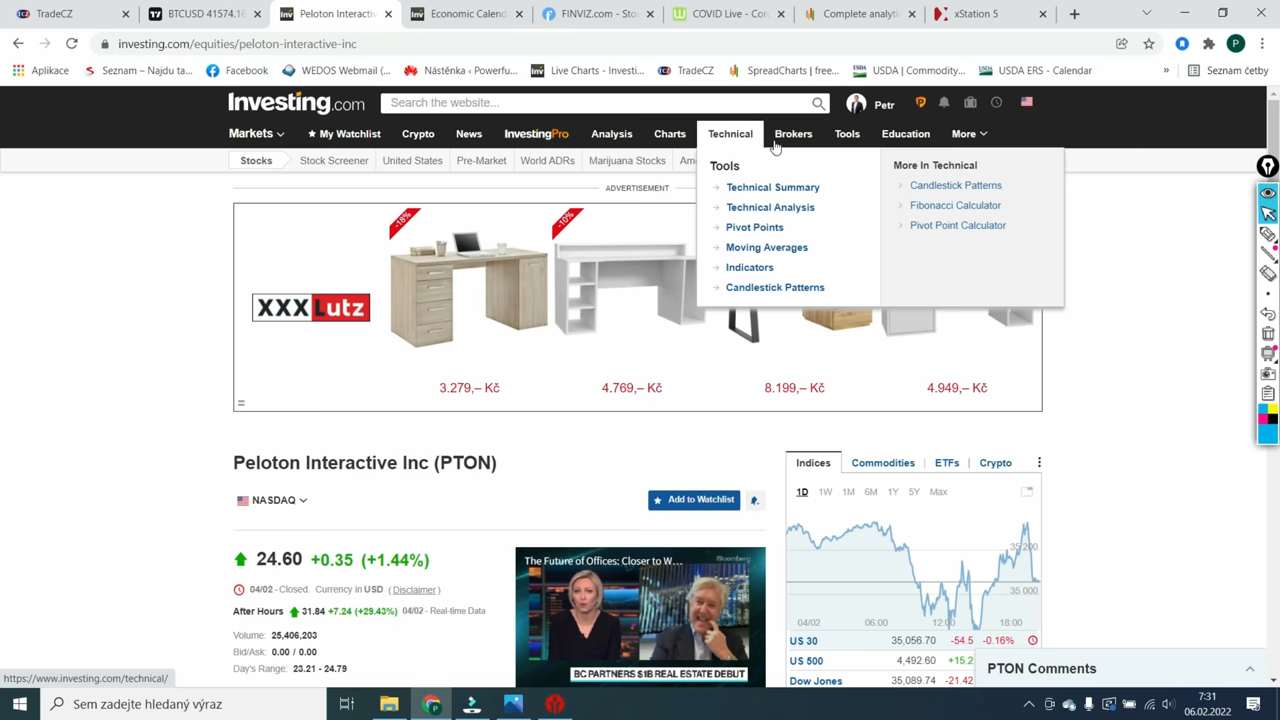 TradeCZ
BTCUSD 41574.16
Peloton Interactive
Economic Calend
FINVIZ.com - Sto
COVID Live - Cor
Complete analytic
xStation 5
investing.com/equities/peloton-interactive-inc
Aplikace
Seznam – Najdu ta...
Facebook
WEDOS Webmail (...
Nástěnka ‹ Powerfu...
Live Charts - Investi...
TradeCZ
SpreadCharts | free...
USDA | Commodity...
USDA ERS - Calendar
»
Seznam četby
Investing.com
Search the website...
Petr
Markets
My Watchlist
Crypto
News
InvestingPro
Analysis
Charts
Technical
Brokers
Tools
Education
More
Stocks
Stock Screener
United States
Pre-Market
World ADRs
Marijuana Stocks
Am
Tools
Technical Summary
Technical Analysis
Pivot Points
Moving Averages
Indicators
Candlestick Patterns
More In Technical
Candlestick Patterns
Fibonacci Calculator
Pivot Point Calculator
ADVERTISEMENT
-18%
-10%
XXXLutz
3.279,– Kč
4.769,– Kč
8.199,– Kč
4.949,– Kč
Peloton Interactive Inc (PTON)
NASDAQ
Add to Watchlist
24.60 +0.35 (+1.44%)
04/02 - Closed. Currency in USD ( Disclaimer )
After Hours 31.84 +7.24 (+29.43%) 04/02 - Real-time Data
Volume: 25,406,203
Bid/Ask: 0.00 / 0.00
Day's Range: 23.21 - 24.79
The Future of Offices: Closer to W...
Bloomberg
BC PARTNERS $1B REAL ESTATE DEBUT
Indices
Commodities
ETFs
Crypto
1D
1W
1M
6M
1Y
5Y
Max
35,200
35,000
04/02
06:00
12:00
18:00
US 30 35,056.70 -54.5 -0.16%
US 500 4,492.60 +15.2
Dow Jones 35,089.74 -21.42
PTON Comments
https://www.investing.com/technical/
Sem zadejte hledaný výraz
7:31
06.02.2022